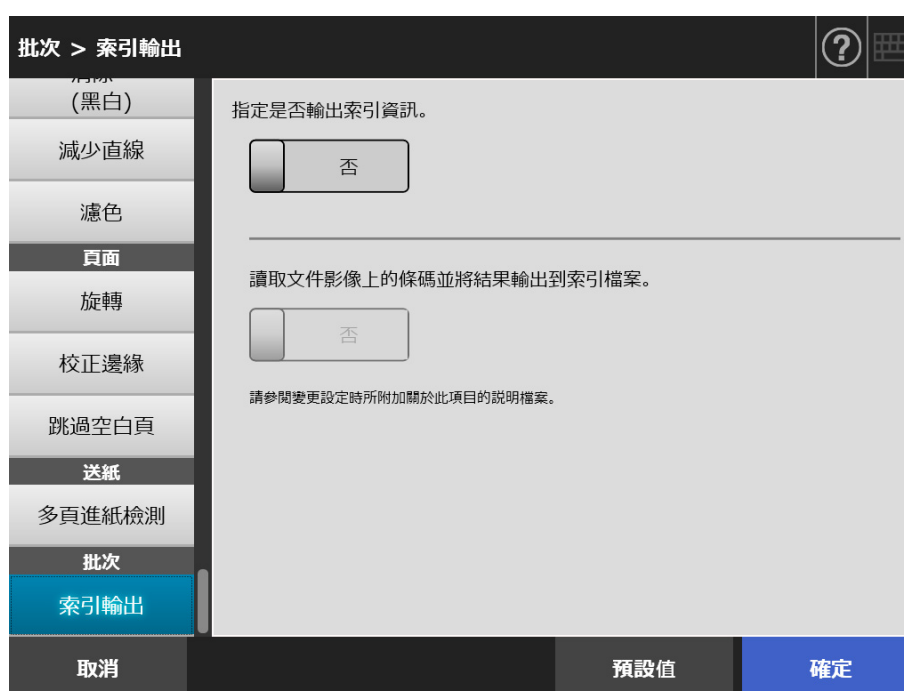 批次 > 索引輸出
(黑白)
減少直線
濾色
頁面
旋轉
校正邊緣
跳過空白頁
送紙
多頁進紙檢測
批次
索引輸出
指定是否輸出索引資訊。
否
讀取文件影像上的條碼並將結果輸出到索引檔案。
否
請參閱變更設定時所附加關於此項目的説明檔案。
取消
預設值
確定